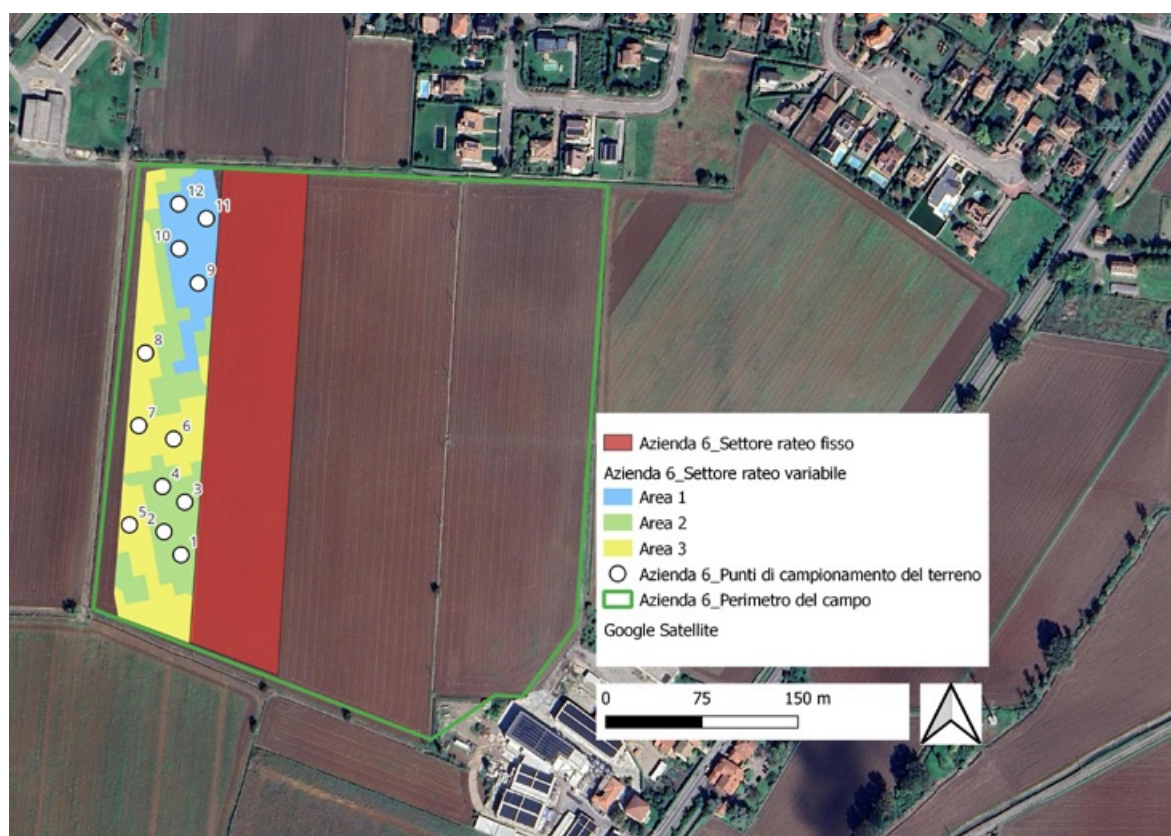 12
11
10
9
8
7
6
4
3
5
2
1
Azienda 6_Settore rateo fisso
Azienda 6_Settore rateo variabile
Area 1
Area 2
Area 3
Azienda 6_Punti di campionamento del terreno
Azienda 6_Perimetro del campo
Google Satellite
0 75 150 m